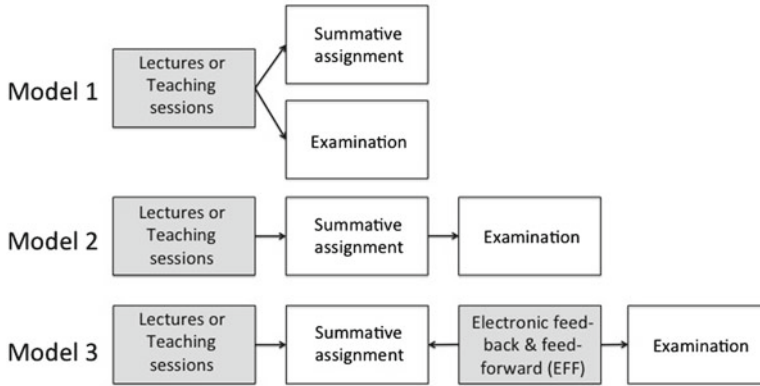 Model 1
Lectures or
Teaching
sessions
Summative
assignment
Examination
Model 2
Lectures or
Teaching
sessions
Summative
assignment
Examination
Model 3
Lectures or
Teaching
sessions
Summative
assignment
Electronic feed-
back & feed-
forward (EFF)
Examination